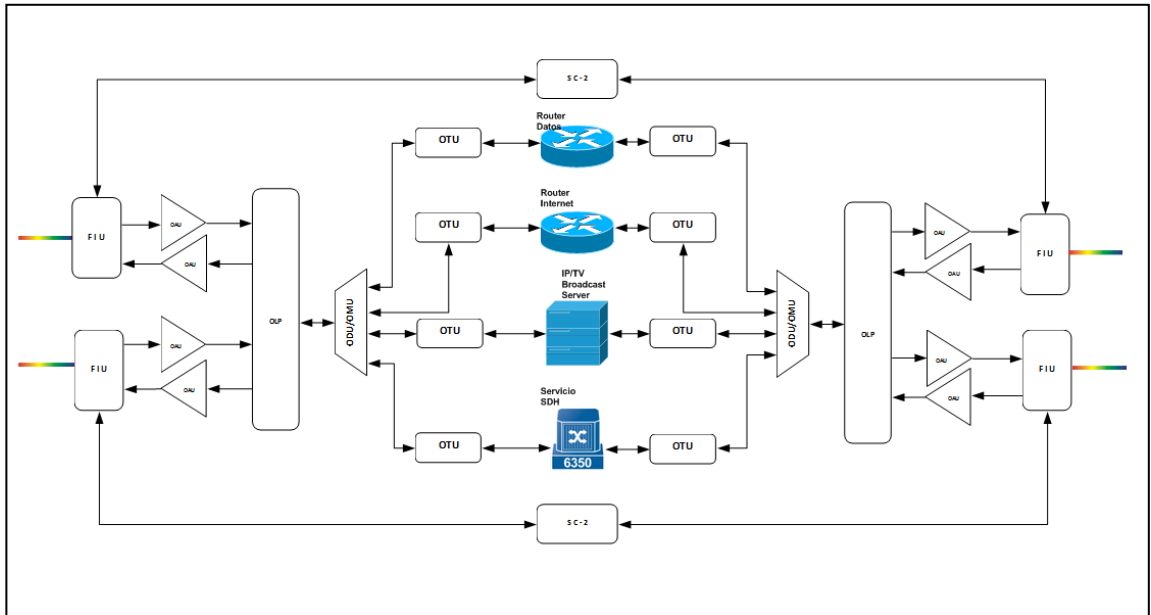 SC-2
Router
Datos
OTU
OTU
Router
Internet
OTU
OTU
FIU
OAU
OAU
OLP
ODU/OMU
IP/TV
Broadcast
Server
OTU
OTU
ODU/OMU
OLP
OAU
OAU
FIU
FIU
OAU
OAU
OAU
OAU
FIU
Servicio
SDH
OTU
6350
OTU
SC-2